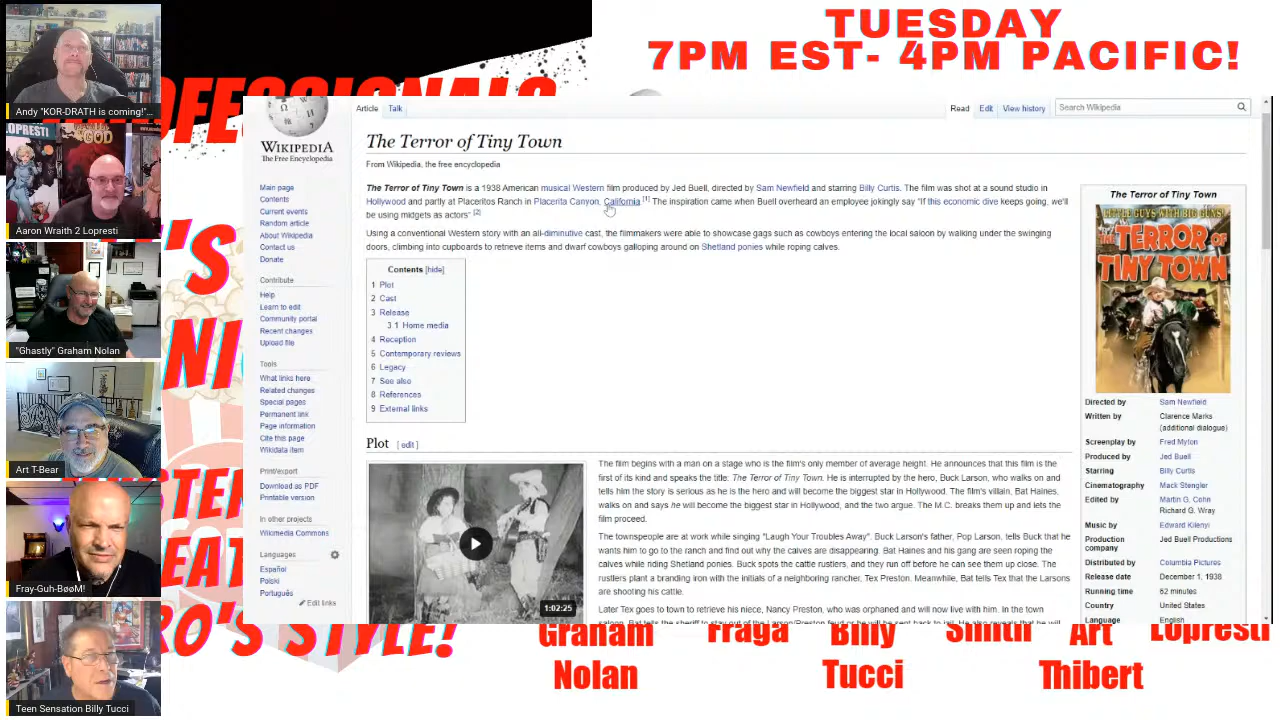 TUESDAY
7PM EST- 4PM PACIFIC!
Andy "KOR-DRATH is coming!"...
LOPRESTI
GOD
Aaron Wraith 2 Lopresti
"Ghastly" Graham Nolan
Art T-Bear
Fray-Guh-BøøM!
Teen Sensation Billy Tucci
WIKIPEDIA
The Free Encyclopedia
Main page
Contents
Current events
Random article
About Wikipedia
Contact us
Donate
Contribute
Help
Learn to edit
Community portal
Recent changes
Upload file
Tools
What links here
Related changes
Special pages
Permanent link
Page information
Cite this page
Wikidata item
Print/export
Download as PDF
Printable version
In other projects
Wikimedia Commons
Languages
Español
Polski
Português
Edit links
Article Talk
Read Edit View history Search Wikipedia
The Terror of Tiny Town
From Wikipedia, the free encyclopedia
The Terror of Tiny Town is a 1938 American musical Western film produced by Jed Buell, directed by Sam Newfield and starring Billy Curtis. The film was shot at a sound studio in
Hollywood and partly at Placeritos Ranch in Placerita Canyon, California [1] The inspiration came when Buell overheard an employee jokingly say "If this economic dive keeps going, we'll
be using midgets as actors" [2]
Using a conventional Western story with an all-diminutive cast, the filmmakers were able to showcase gags such as cowboys entering the local saloon by walking under the swinging
doors, climbing into cupboards to retrieve items and dwarf cowboys galloping around on Shetland ponies while roping calves.
Contents [hide]
1 Plot
2 Cast
3 Release
3 1 Home media
4 Reception
5 Contemporary reviews
6 Legacy
7 See also
8 References
9 External links
Plot [ edit ]
1:02:25
The film begins with a man on a stage who is the film's only member of average height. He announces that this film is the
first of its kind and speaks the title: The Terror of Tiny Town. He is interrupted by the hero, Buck Larson, who walks on and
tells him the story is serious as he is the hero and will become the biggest star in Hollywood. The film's villain, Bat Haines,
walks on and says he will become the biggest star in Hollywood, and the two argue. The M.C. breaks them up and lets the
film proceed.
The townspeople are at work while singing "Laugh Your Troubles Away". Buck Larson's father, Pop Larson, tells Buck he
wants him to go to the ranch and find out why the calves are disappearing. Bat Haines and his gang are seen roping the
calves while riding Shetland ponies. Buck spots the cattle rustlers, and they run off before he can see them up close. The
rustlers plant a branding iron with the initials of a neighboring rancher, Tex Preston. Meanwhile, Bat tells Tex that the Larsons
are shooting his cattle.
Later Tex goes to town to retrieve his niece, Nancy Preston, who was orphaned and will now live with him. In the town
The Terror of Tiny Town
LITTLE GUYS WITH BIG GUNS!
THE TERROR OF
TINY TOWN
Directed by Sam Newfield
Written by Clarence Marks
(additional dialogue)
Screenplay by Fred Myton
Produced by Jed Buell
Starring Billy Curtis
Cinematography Mack Stengler
Edited by Martin G. Cohn
Richard G. Wray
Music by Edward Kilenyi
Production company Jed Buell Productions
Distributed by Columbia Pictures
Release date December 1, 1938
Running time 62 minutes
Country United States
Language English
Graham
Nolan
Fraga
Billy
Tucci
Smith
Art
Thibert
Lopresti